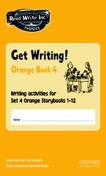 Read Write Inc.
PHONICS
Get Writing!
Orange Book 4
Writing activities for
Set 4 Orange Storybooks 1-12
Name
OXFORD